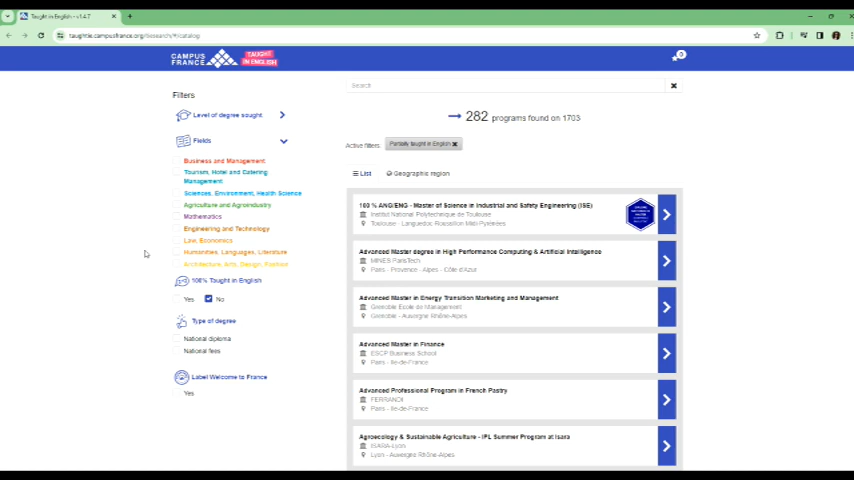 Taught in English - v1.4.7
taughtie.campusfrance.org/tiesearch/#/catalog
CAMPUS
FRANCE
TAUGHT
IN ENGLISH
0
Filters
Level of degree sought
Fields
Business and Management
Tourism, Hotel and Catering
Management
Sciences, Environment, Health Science
Agriculture and Agroindustry
Mathematics
Engineering and Technology
Law, Economics
Humanities, Languages, Literature
Architecture, Arts, Design, Fashion
100% Taught in English
Yes
No
Type of degree
National diploma
National fees
Label Welcome to France
Yes
Search
282 programs found on 1703
Active filters:
Partially taught in English
List
Geographic region
100 % ANG/ENG - Master of Science in Industrial and Safety Engineering (ISE)
Institut National Polytechnique de Toulouse
Toulouse - Languedoc Roussillon Midi-Pyrénées
Advanced Master degree in High Performance Computing & Artificial Intelligence
MINES ParisTech
Paris - Provence - Alpes - Côte d'Azur
Advanced Master in Energy Transition Marketing and Management
Grenoble Ecole de Management
Grenoble - Auvergne Rhône-Alpes
Advanced Master in Finance
ESCP Business School
Paris - Ile-de-France
Advanced Professional Program in French Pastry
FERRANDI
Paris - Ile-de-France
Agroecology & Sustainable Agriculture - IPL Summer Program at Isara
ISARA-Lyon
Lyon - Auvergne Rhône-Alpes